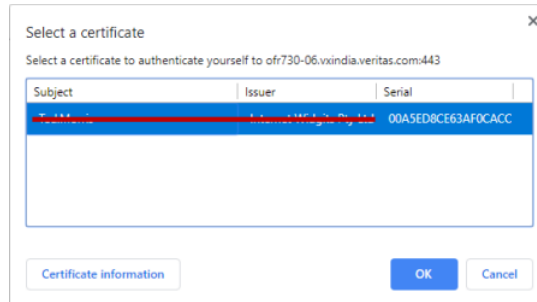 Select a certificate
Select a certificate to authenticate yourself to ofr730-06.vxindia.veritas.com:443
Subject Issuer Serial
00A5ED8CE63AF0CACC
Certificate information OK Cancel